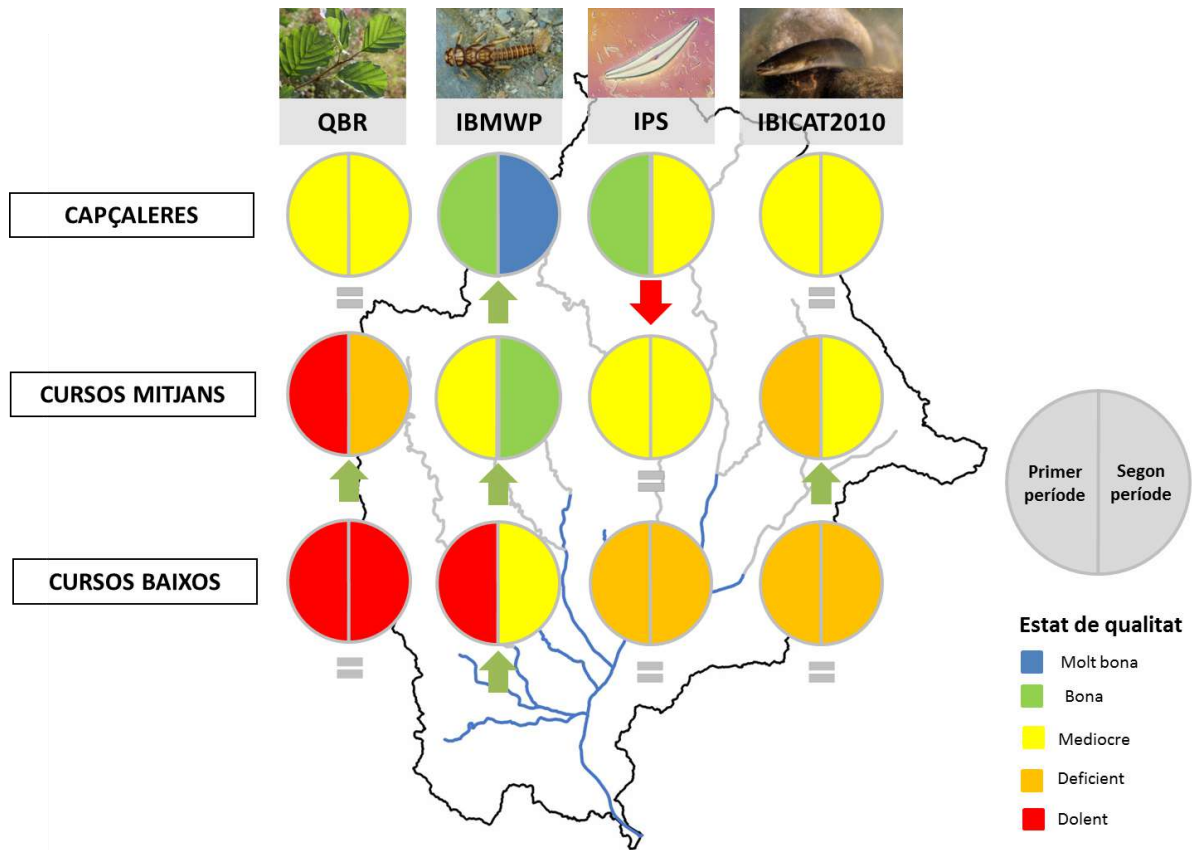 QBR
IBMWP
IPS
IBICAT2010
CAPÇALERES
CURSOS MITJANS
CURSOS BAIXOS
Primer
període
Segon
període
Estat de qualitat
Molt bona
Bona
Mediocre
Deficient
Dolent